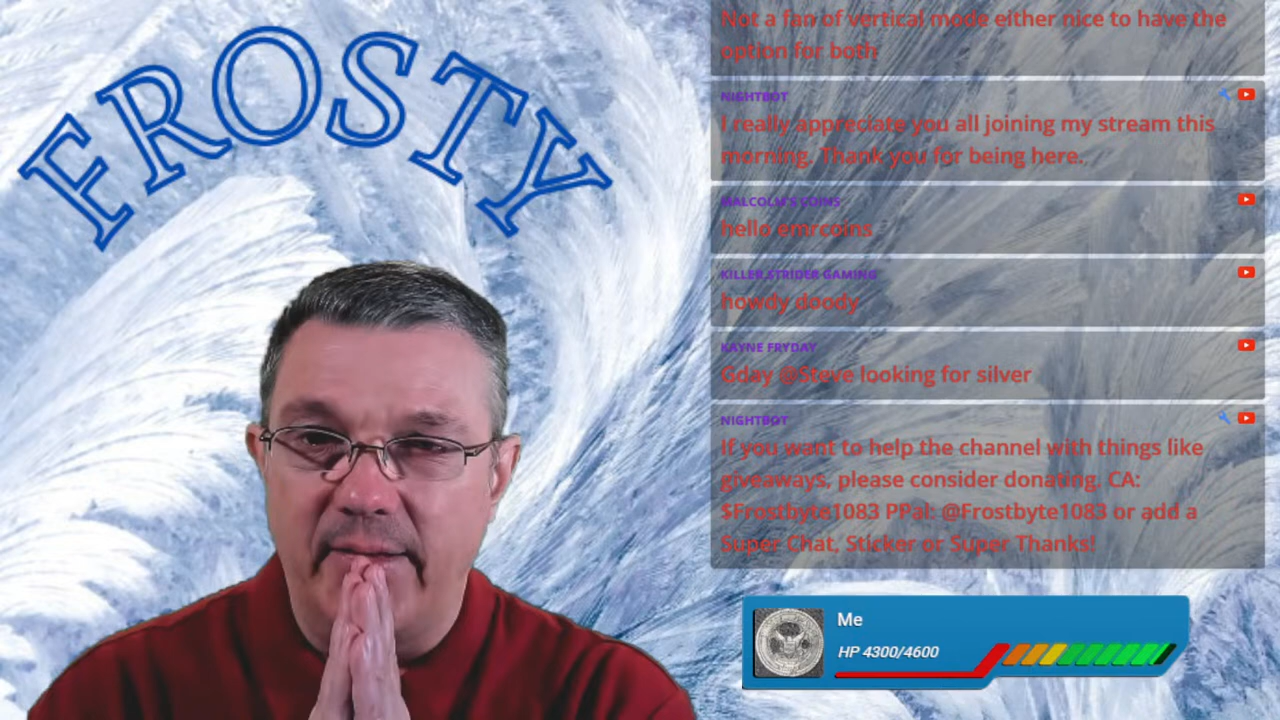 FROSTY
Not a fan of vertical mode either nice to have the
option for both
NIGHTBOT
I really appreciate you all joining my stream this
morning. Thank you for being here.
MALCOLM'S COINS
hello emrcoins
KILLER STRIDER GAMING
howdy doody
KAYNE FRYDAY
Gday @Steve looking for silver
NIGHTBOT
If you want to help the channel with things like
giveaways, please consider donating. CA:
$Frostbyte1083 PPal: @Frostbyte1083 or add a
Super Chat, Sticker or Super Thanks!
Me
HP 4300/4600